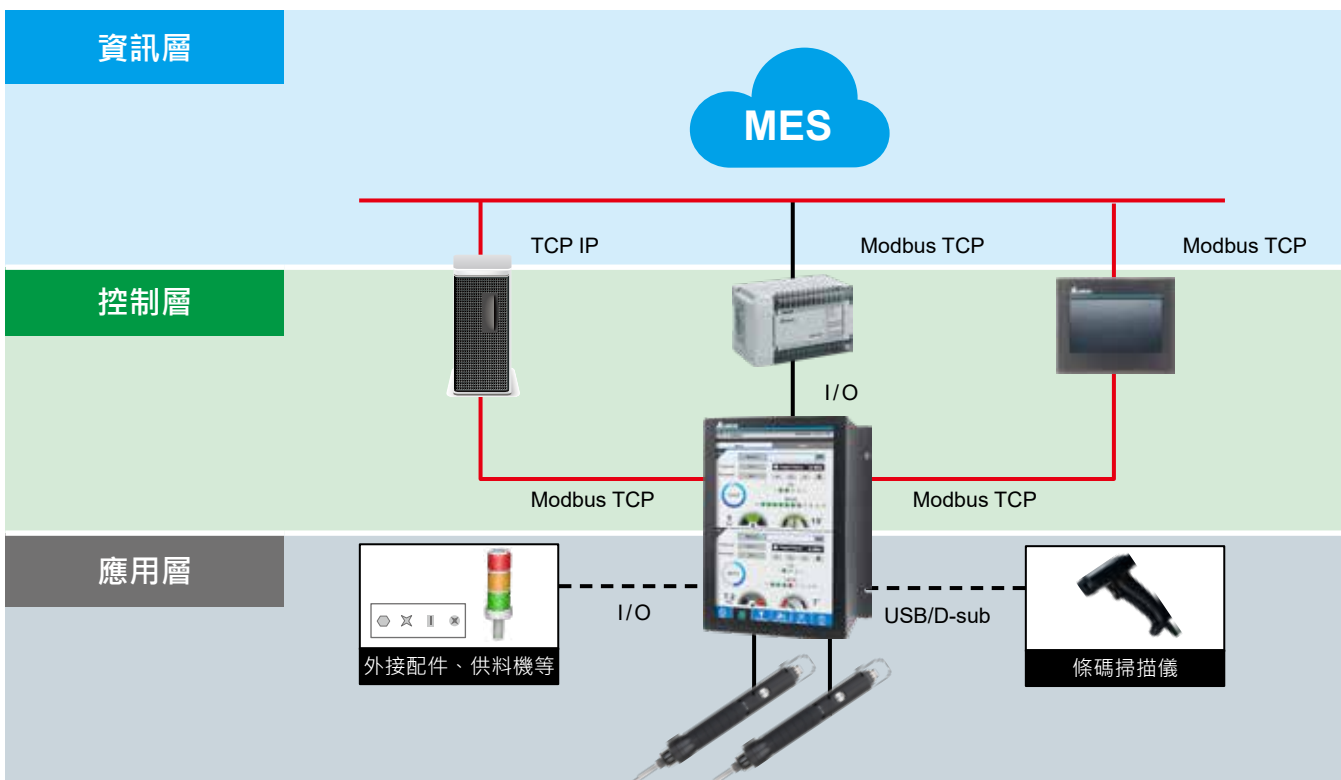 資訊層
MES
TCP IP
Modbus TCP
Modbus TCP
控制層
I/O
Modbus TCP
Modbus TCP
應用層
I/O
USB/D-sub
外接配件、供料機等
條碼掃描儀